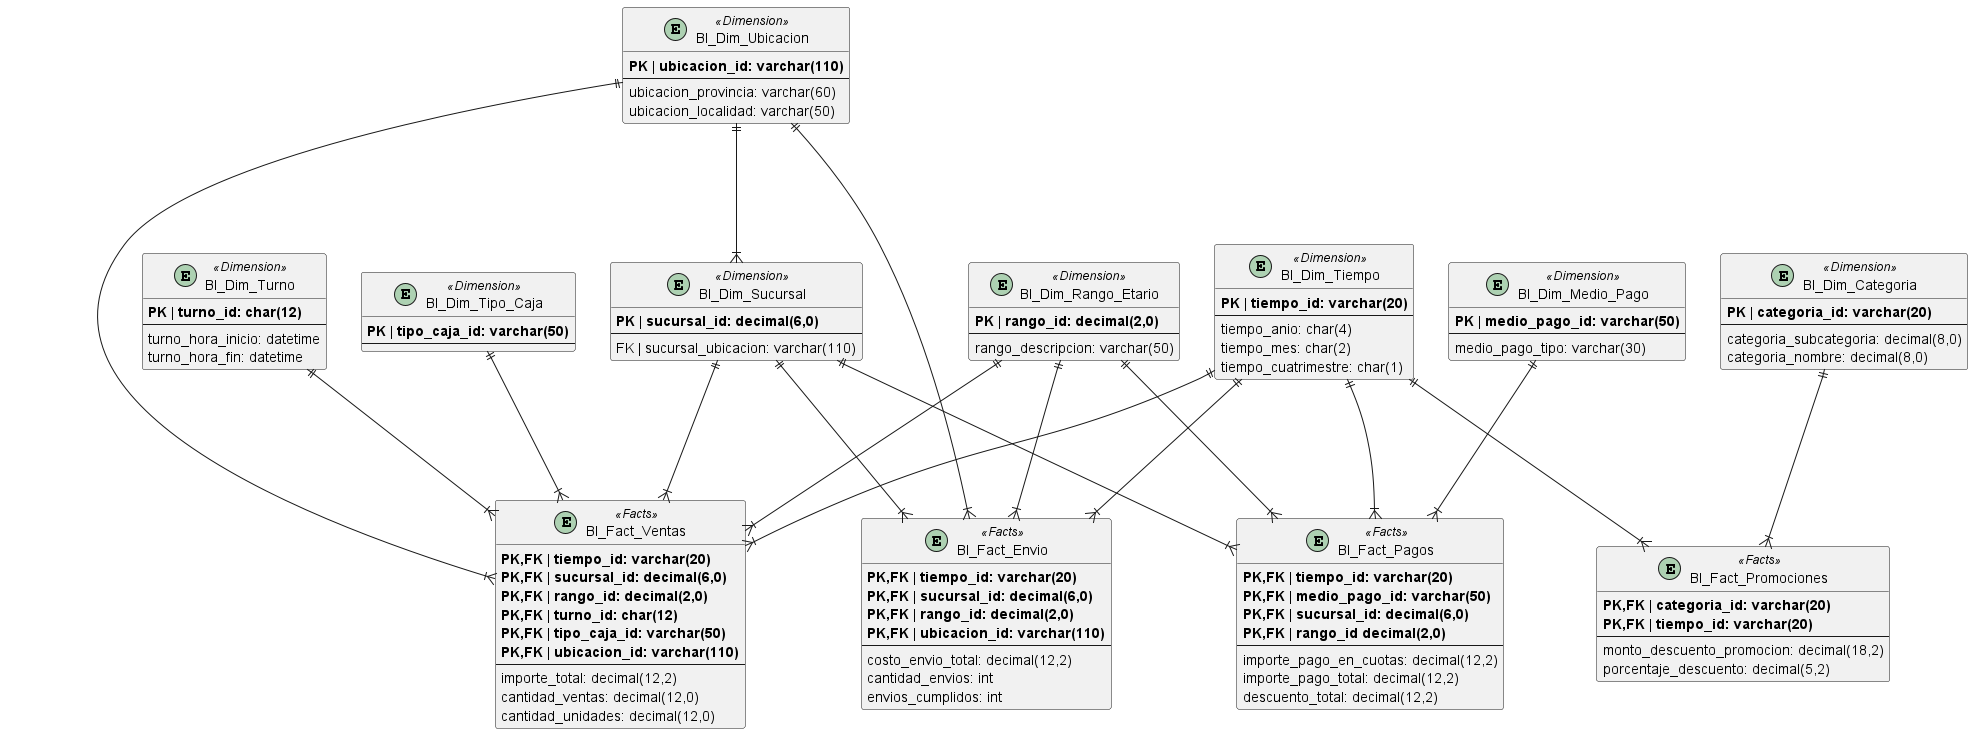 E
«Dimension»
BI_Dim_Ubicacion
PK | ubicacion_id: varchar(110)
ubicacion_provincia: varchar(60)
ubicacion_localidad: varchar(50)
E
«Dimension»
BI_Dim_Turno
PK | turno_id: char(12)
turno_hora_inicio: datetime
turno_hora_fin: datetime
E
«Dimension»
BI_Dim_Tipo_Caja
PK | tipo_caja_id: varchar(50)
E
«Dimension»
BI_Dim_Sucursal
PK | sucursal_id: decimal(6,0)
FK | sucursal_ubicacion: varchar(110)
E
«Dimension»
BI_Dim_Rango_Etario
PK | rango_id: decimal(2,0)
rango_descripcion: varchar(50)
E
«Dimension»
BI_Dim_Tiempo
PK | tiempo_id: varchar(20)
tiempo_anio: char(4)
tiempo_mes: char(2)
tiempo_cuatrimestre: char(1)
E
«Dimension»
BI_Dim_Medio_Pago
PK | medio_pago_id: varchar(50)
medio_pago_tipo: varchar(30)
E
«Dimension»
BI_Dim_Categoria
PK | categoria_id: varchar(20)
categoria_subcategoria: decimal(8,0)
categoria_nombre: decimal(8,0)
E
«Facts»
BI_Fact_Ventas
PK,FK | tiempo_id: varchar(20)
PK,FK | sucursal_id: decimal(6,0)
PK,FK | rango_id: decimal(2,0)
PK,FK | turno_id: char(12)
PK,FK | tipo_caja_id: varchar(50)
PK,FK | ubicacion_id: varchar(110)
importe_total: decimal(12,2)
cantidad_ventas: decimal(12,0)
cantidad_unidades: decimal(12,0)
E
«Facts»
BI_Fact_Envio
PK,FK | tiempo_id: varchar(20)
PK,FK | sucursal_id: decimal(6,0)
PK,FK | rango_id: decimal(2,0)
PK,FK | ubicacion_id: varchar(110)
costo_envio_total: decimal(12,2)
cantidad_envios: int
envios_cumplidos: int
E
«Facts»
BI_Fact_Pagos
PK,FK | tiempo_id: varchar(20)
PK,FK | medio_pago_id: varchar(50)
PK,FK | sucursal_id: decimal(6,0)
PK,FK | rango_id decimal(2,0)
importe_pago_en_cuotas: decimal(12,2)
importe_pago_total: decimal(12,2)
descuento_total: decimal(12,2)
E
«Facts»
BI_Fact_Promociones
PK,FK | categoria_id: varchar(20)
PK,FK | tiempo_id: varchar(20)
monto_descuento_promocion: decimal(18,2)
porcentaje_descuento: decimal(5,2)